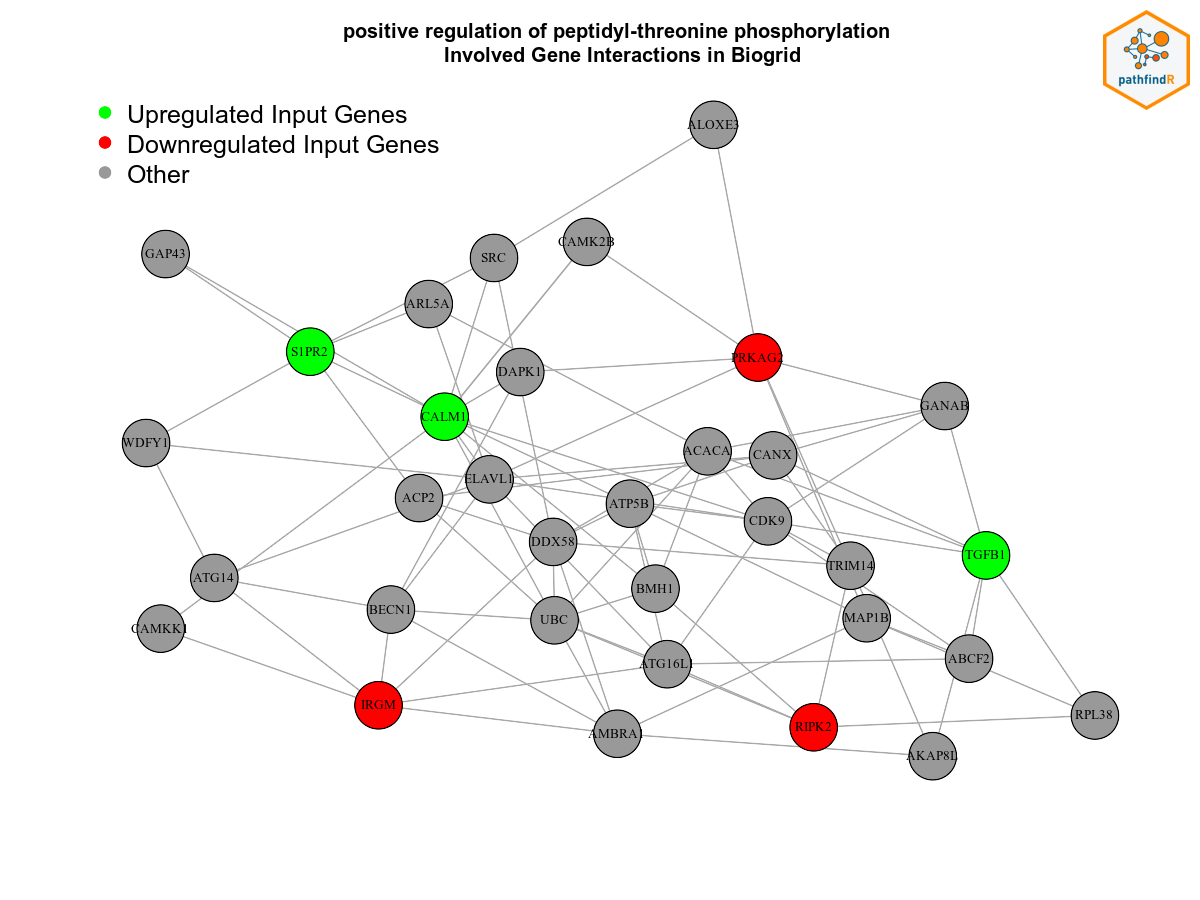 positive regulation of peptidyl-threonine phosphorylation
Involved Gene Interactions in Biogrid
pathfindR
Upregulated Input Genes
Downregulated Input Genes
Other
ALOXE3
CAMK2B
GAP43
SRC
ARL5A
S1PR2
PRKAG2
DAPK1
GANAB
CALM1
WDFY1
ACACA
CANX
ELAVL1
ACP2
ATP5B
CDK9
DDX58
TGFB1
TRIM14
ATG14
BMH1
BECN1
UBC
MAP1B
CAMKK1
ABCF2
ATG16L1
IRGM
RPL38
RIPK2
AMBRA1
AKAP8L